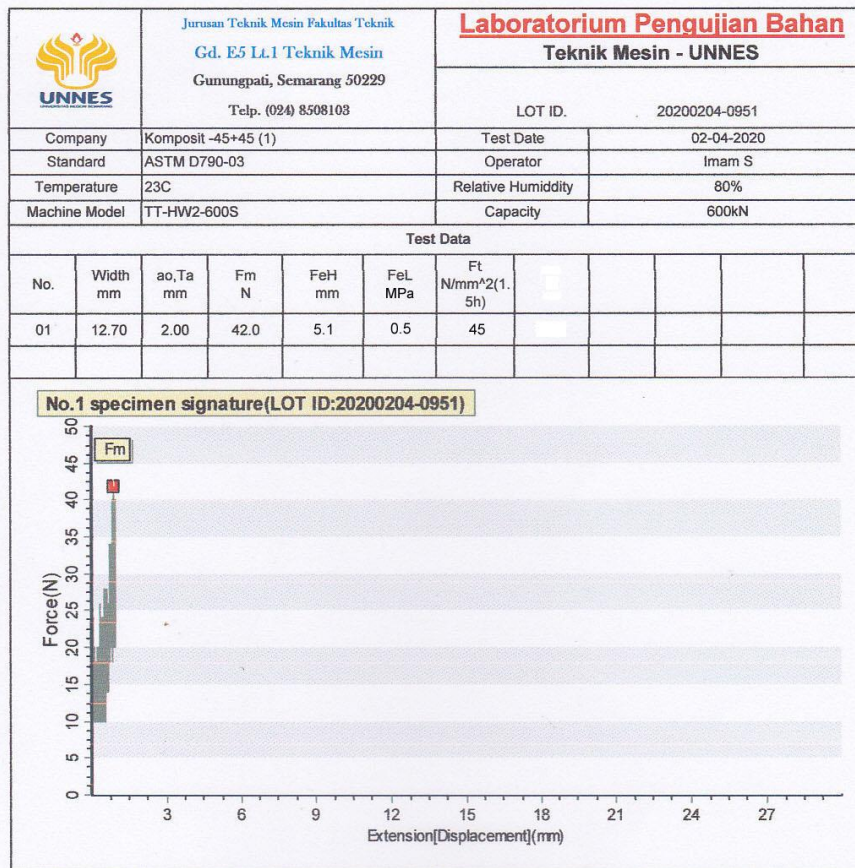 UNNES
Jurusan Teknik Mesin Fakultas Teknik
Gd. E5 Lt.1 Teknik Mesin
Gunungpati, Semarang 50229
Telp. (024) 8508103
Laboratorium Pengujian Bahan
Teknik Mesin - UNNES
LOT ID. 20200204-0951
Company Komposit -45+45 (1) Test Date 02-04-2020
Standard ASTM D790-03 Operator Imam S
Temperature 23C Relative Humiddity 80%
Machine Model TT-HW2-600S Capacity 600kN
Test Data
No. Width mm ao,Ta mm Fm N FeH mm FeL MPa Ft N/mm^2(1.5h)
01 12.70 2.00 42.0 5.1 0.5 45
No.1 specimen signature(LOT ID:20200204-0951)
Fm
50
45
40
35
30
25
20
15
10
5
0
Force(N)
3 6 9 12 15 18 21 24 27
Extension[Displacement](mm)